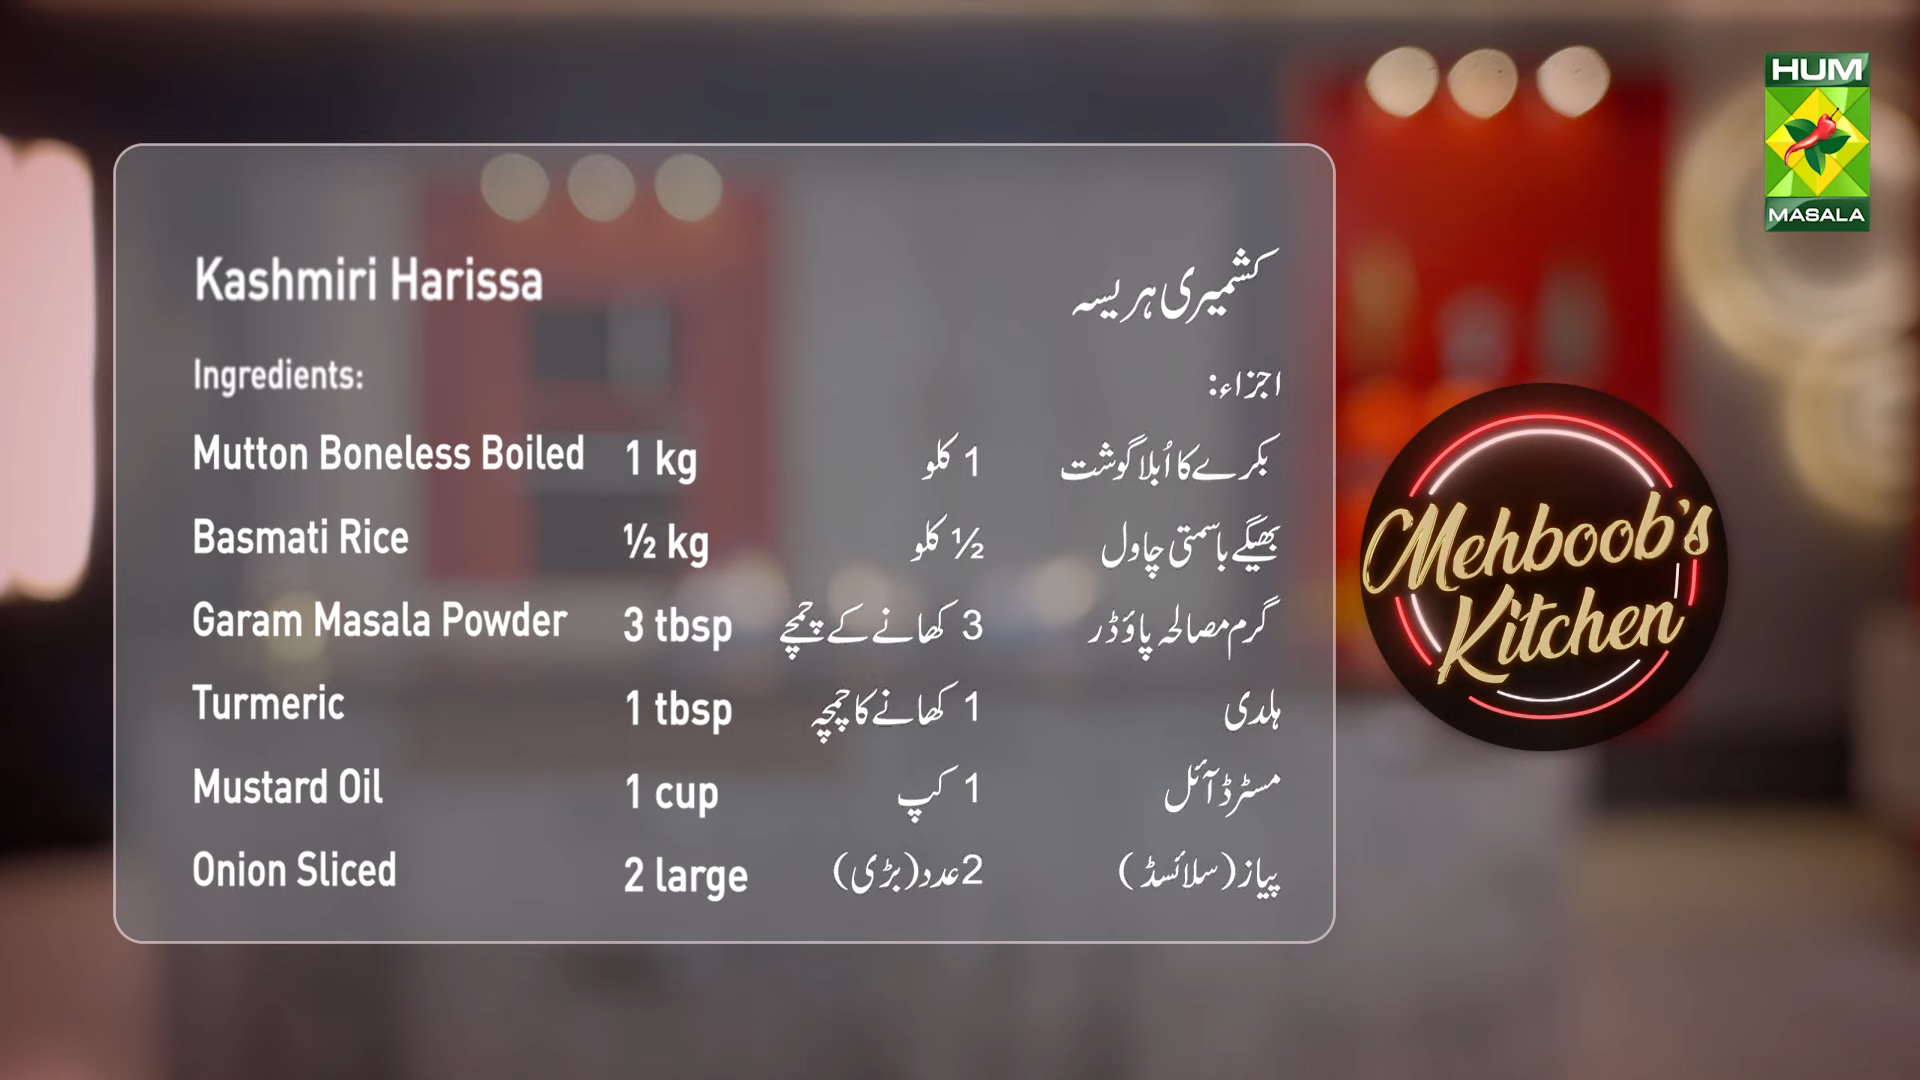 HUM
MASALA
Kashmiri Harissa کشمیری ہریسہ
Ingredients: اجزاء:
Mutton Boneless Boiled 1 kg بکرے کا اُبلا گوشت 1 کلو
Basmati Rice ½ kg بھیگے باسمتی چاول ½ کلو
Garam Masala Powder 3 tbsp گرم مصالحہ پاؤڈر 3 کھانے کے چمچے
Turmeric 1 tbsp ہلدی 1 کھانے کا چمچہ
Mustard Oil 1 cup مسٹرڈ آئل 1 کپ
Onion Sliced 2 large پیاز (سلائسڈ) 2 عدد (بڑی)
Mehboob's
Kitchen